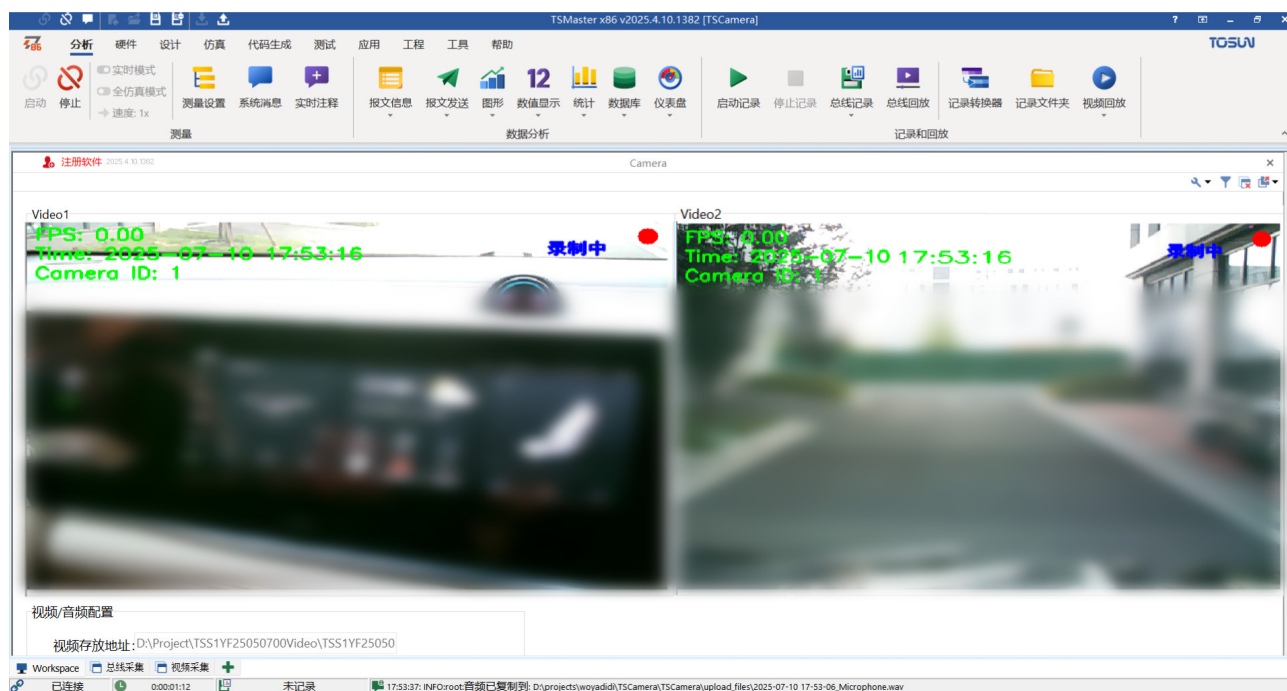 TSMaster x86 v2025.4.10.1382 [TSCamera]
分析 硬件 设计 仿真 代码生成 测试 应用 工程 工具 帮助
TOSUN
启动 停止 实时模式 全仿真模式 速度: 1x 测量设置 系统消息 实时注释 报文信息 报文发送 图形 数值显示 统计 数据库 仪表盘 启动记录 停止记录 总线记录 总线回放 记录转换器 记录文件夹 视频回放
12
测量 数据分析 记录和回放
注册软件 2025.4.10.1382 Camera
Video1 Video2
FPS: 0.00
Time: 2025-07-10 17:53:16
Camera ID: 1
录制中
FPS: 0.00
Time: 2025-07-10 17:53:16
Camera ID: 1
录制中
视频/音频配置
视频存放地址: D:\Project\TSS1YF25050700Video\TSS1YF25050
Workspace 总线采集 视频采集
已连接 0:00:01:12 未记录 17:53:37: INFO:root:音频已复制到: D:\projects\woyadidi\TSCamera\TSCamera\upload_files\2025-07-10 17-53-06_Microphone.wav